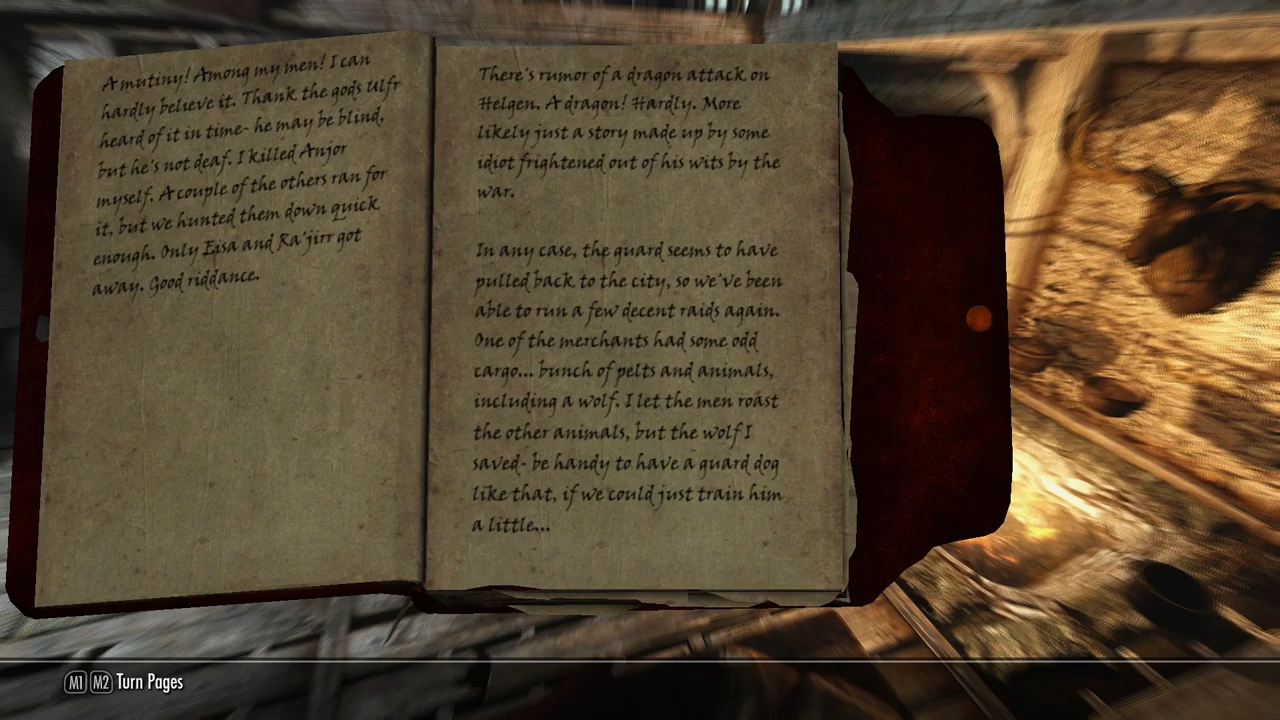 A mutiny! Among my men! I can
hardly believe it. Thank the gods Ulfr
heard of it in time- he may be blind,
but he's not deaf. I killed Anjor
myself. A couple of the others ran for
it, but we hunted them down quick
enough. Only Eisa and Ra'jirr got
away. Good riddance.
There's rumor of a dragon attack on
Helgen. A dragon! Hardly. More
likely just a story made up by some
idiot frightened out of his wits by the
war.
In any case, the guard seems to have
pulled back to the city, so we've been
able to run a few decent raids again.
One of the merchants had some odd
cargo... bunch of pelts and animals,
including a wolf. I let the men roast
the other animals, but the wolf I
saved- be handy to have a guard dog
like that, if we could just train him
a little...
M1 M2 Turn Pages